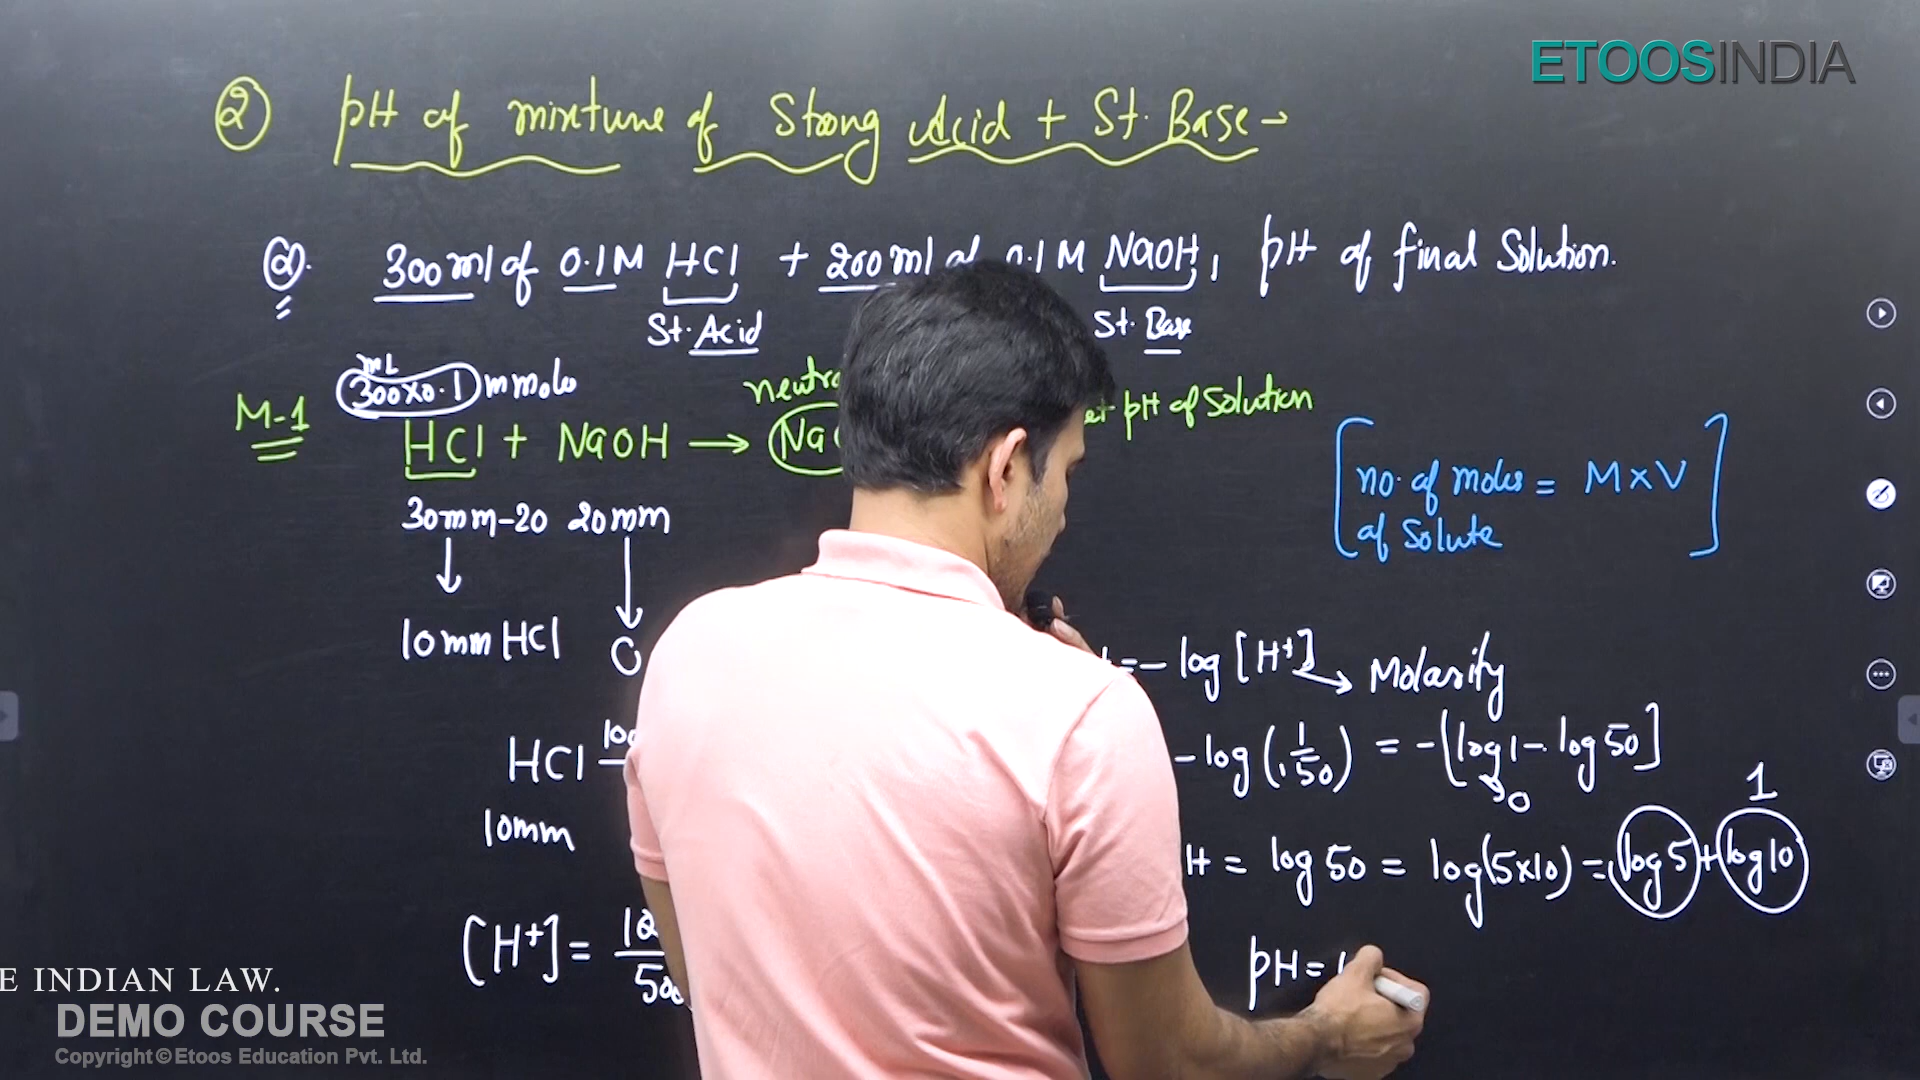 ETOOSINDIA
② pH of mixture of Strong Acid + St. Base →
Q. 300 ml of 0.1 M HCl + 200 ml of 0.1 M NaOH, pH of final Solution.
St. Acid St. Base
mL
300x0.1 mmole
M-1
HCl + NaOH →
pH of Solution
30mm-20 20mm
10 mm HCl 0
[no. of moles of Solute = M x V]
= - log [H+] → Molarity
HCl
- log (1/50) = - [log 1 - log 50]
0
10mm
H = log 50 = log(5x10) = log 5 + log 10
1
[H+] =
pH =
E INDIAN LAW.
DEMO COURSE
Copyright © Etoos Education Pvt. Ltd.